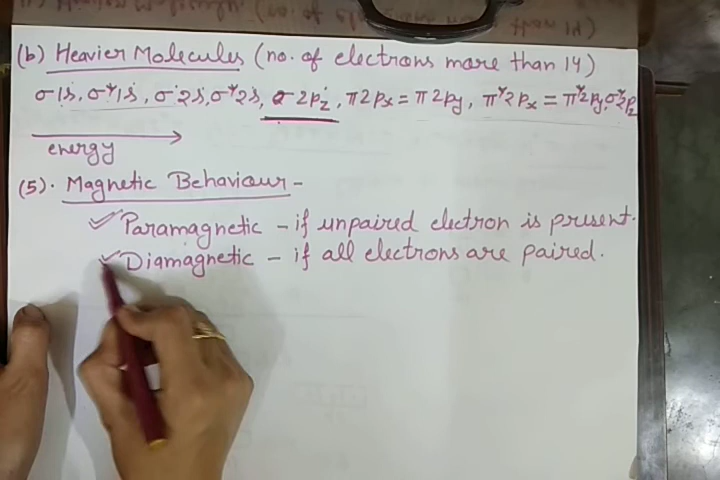 (b) Heavier Molecules (no. of electrons more than 14)
σ1s, σ*1s, σ2s, σ*2s, σ2pz, π2px = π2py, π*2px = π*2py, σ*2pz
energy
(5). Magnetic Behaviour -
Paramagnetic - if unpaired electron is present.
Diamagnetic - if all electrons are paired.